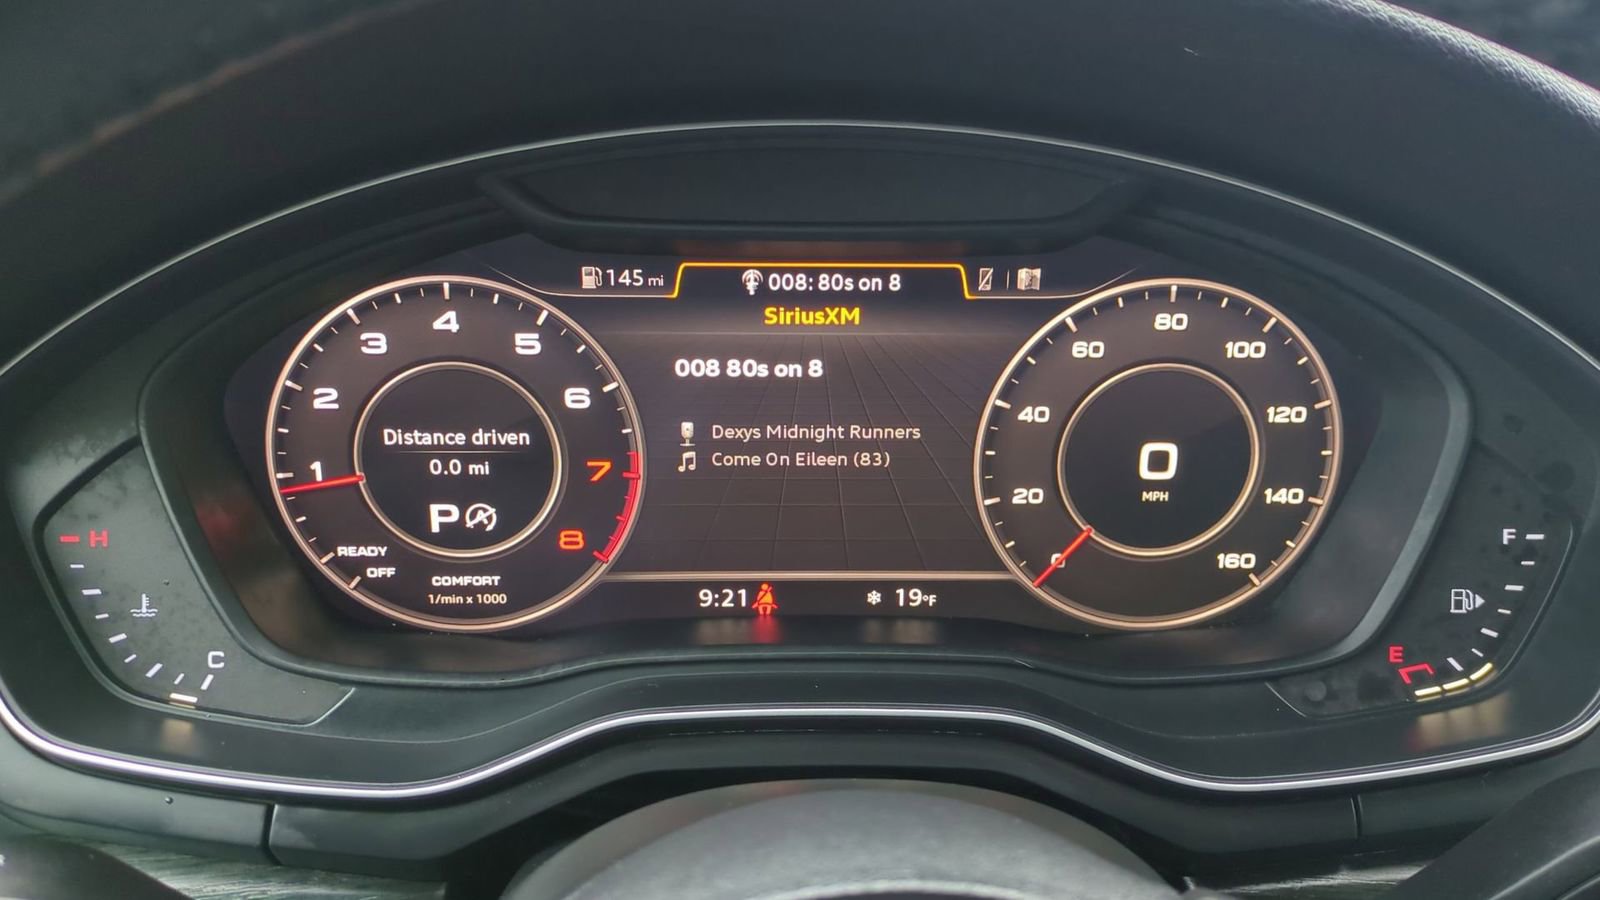 145 mi
008: 80s on 8
SiriusXM
008 80s on 8
Dexys Midnight Runners
Come On Eileen (83)
1
2
3
4
5
6
7
8
Distance driven
0.0 mi
P
READY
OFF
COMFORT
1/min x 1000
0
20
40
60
80
100
120
140
160
0
MPH
9:21
19°F
H
C
F
E